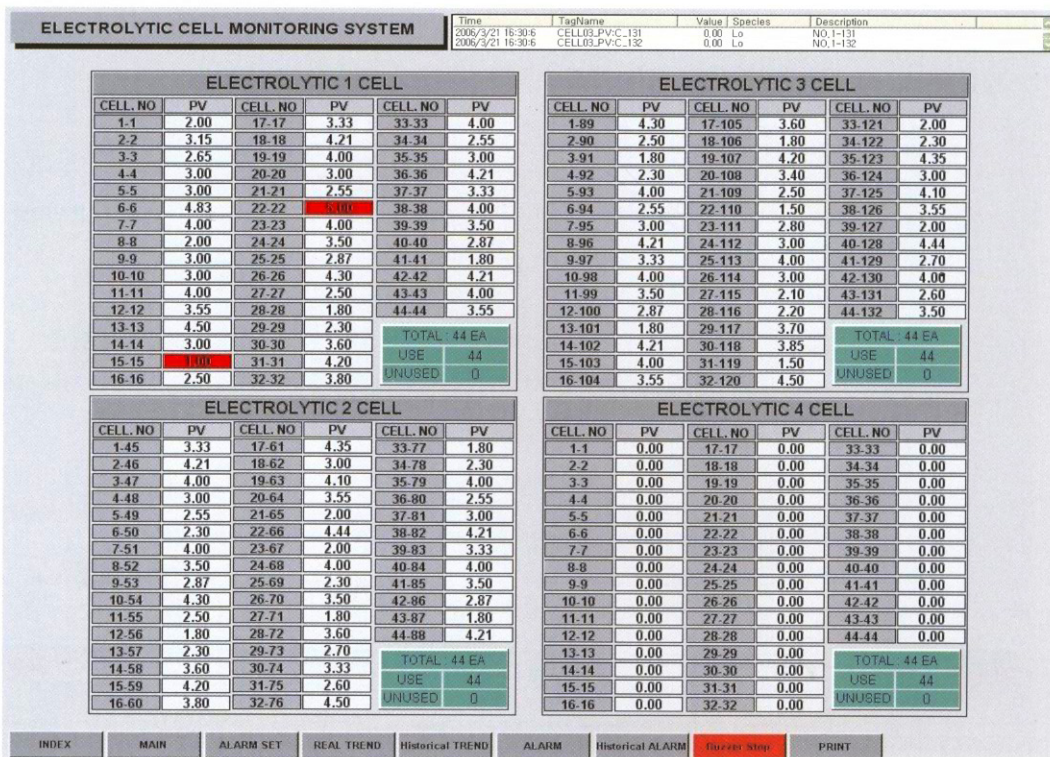 ELECTROLYTIC CELL MONITORING SYSTEM
Time TagName Value Species Description
2006/3/21 16:30:6 CELL03_PV:C_131 0.00 Lo NO.1-131
2006/3/21 16:30:6 CELL03_PV:C_132 0.00 Lo NO.1-132
ELECTROLYTIC 1 CELL
CELL. NO PV CELL. NO PV CELL. NO PV
1-1 2.00 17-17 3.33 33-33 4.00
2-2 3.15 18-18 4.21 34-34 2.55
3-3 2.65 19-19 4.00 35-35 3.00
4-4 3.00 20-20 3.00 36-36 4.21
5-5 3.00 21-21 2.55 37-37 3.33
6-6 4.83 22-22 5.00 38-38 4.00
7-7 4.00 23-23 4.00 39-39 3.50
8-8 2.00 24-24 3.50 40-40 2.87
9-9 3.00 25-25 2.87 41-41 1.80
10-10 3.00 26-26 4.30 42-42 4.21
11-11 4.00 27-27 2.50 43-43 4.00
12-12 3.55 28-28 1.80 44-44 3.55
13-13 4.50 29-29 2.30
14-14 3.00 30-30 3.60
15-15 1.00 31-31 4.20
16-16 2.50 32-32 3.80
TOTAL : 44 EA
USE 44
UNUSED 0
ELECTROLYTIC 3 CELL
CELL. NO PV CELL. NO PV CELL. NO PV
1-89 4.30 17-105 3.60 33-121 2.00
2-90 2.50 18-106 1.80 34-122 2.30
3-91 1.80 19-107 4.20 35-123 4.35
4-92 2.30 20-108 3.40 36-124 3.00
5-93 4.00 21-109 2.50 37-125 4.10
6-94 2.55 22-110 1.50 38-126 3.55
7-95 3.00 23-111 2.80 39-127 2.00
8-96 4.21 24-112 3.00 40-128 4.44
9-97 3.33 25-113 4.00 41-129 2.70
10-98 4.00 26-114 3.00 42-130 4.00
11-99 3.50 27-115 2.10 43-131 2.60
12-100 2.87 28-116 2.20 44-132 3.50
13-101 1.80 29-117 3.70
14-102 4.21 30-118 3.85
15-103 4.00 31-119 1.50
16-104 3.55 32-120 4.50
TOTAL : 44 EA
USE 44
UNUSED 0
ELECTROLYTIC 2 CELL
CELL. NO PV CELL. NO PV CELL. NO PV
1-45 3.33 17-61 4.35 33-77 1.80
2-46 4.21 18-62 3.00 34-78 2.30
3-47 4.00 19-63 4.10 35-79 4.00
4-48 3.00 20-64 3.55 36-80 2.55
5-49 2.55 21-65 2.00 37-81 3.00
6-50 2.30 22-66 4.44 38-82 4.21
7-51 4.00 23-67 2.00 39-83 3.33
8-52 3.50 24-68 4.00 40-84 4.00
9-53 2.87 25-69 2.30 41-85 3.50
10-54 4.30 26-70 3.50 42-86 2.87
11-55 2.50 27-71 1.80 43-87 1.80
12-56 1.80 28-72 3.60 44-88 4.21
13-57 2.30 29-73 2.70
14-58 3.60 30-74 3.33
15-59 4.20 31-75 2.60
16-60 3.80 32-76 4.50
TOTAL : 44 EA
USE 44
UNUSED 0
ELECTROLYTIC 4 CELL
CELL. NO PV CELL. NO PV CELL. NO PV
1-1 0.00 17-17 0.00 33-33 0.00
2-2 0.00 18-18 0.00 34-34 0.00
3-3 0.00 19-19 0.00 35-35 0.00
4-4 0.00 20-20 0.00 36-36 0.00
5-5 0.00 21-21 0.00 37-37 0.00
6-6 0.00 22-22 0.00 38-38 0.00
7-7 0.00 23-23 0.00 39-39 0.00
8-8 0.00 24-24 0.00 40-40 0.00
9-9 0.00 25-25 0.00 41-41 0.00
10-10 0.00 26-26 0.00 42-42 0.00
11-11 0.00 27-27 0.00 43-43 0.00
12-12 0.00 28-28 0.00 44-44 0.00
13-13 0.00 29-29 0.00
14-14 0.00 30-30 0.00
15-15 0.00 31-31 0.00
16-16 0.00 32-32 0.00
TOTAL : 44 EA
USE 44
UNUSED 0
INDEX MAIN ALARM SET REAL TREND Historical TREND ALARM Historical ALARM Buzzer Stop PRINT